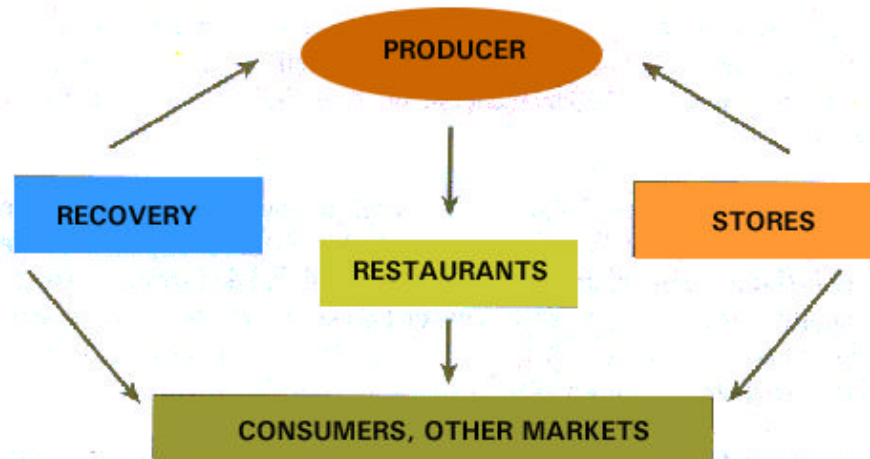 PRODUCER
RECOVERY
STORES
RESTAURANTS
CONSUMERS, OTHER MARKETS